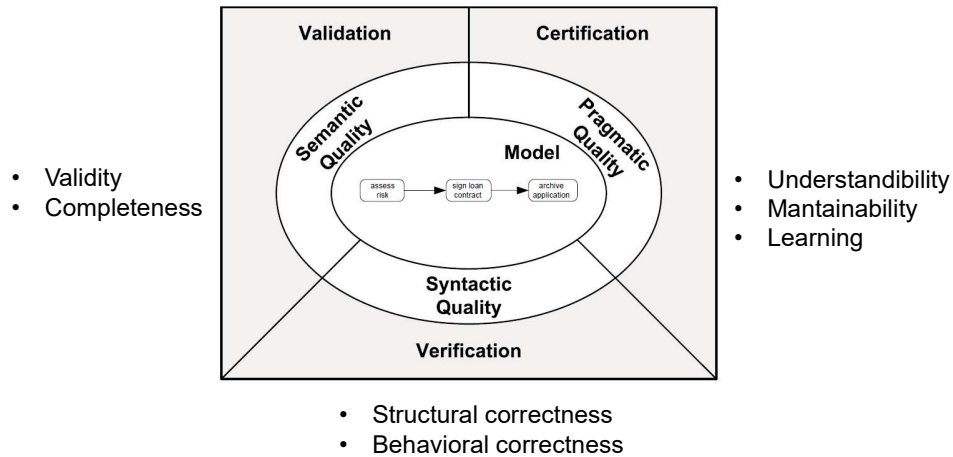 Validation
Certification
Semantic
Quality
Pragmatic
Quality
Model
assess
risk
sign loan
contract
archive
application
• Validity
• Completeness
• Understandibility
• Mantainability
• Learning
Syntactic
Quality
Verification
• Structural correctness
• Behavioral correctness